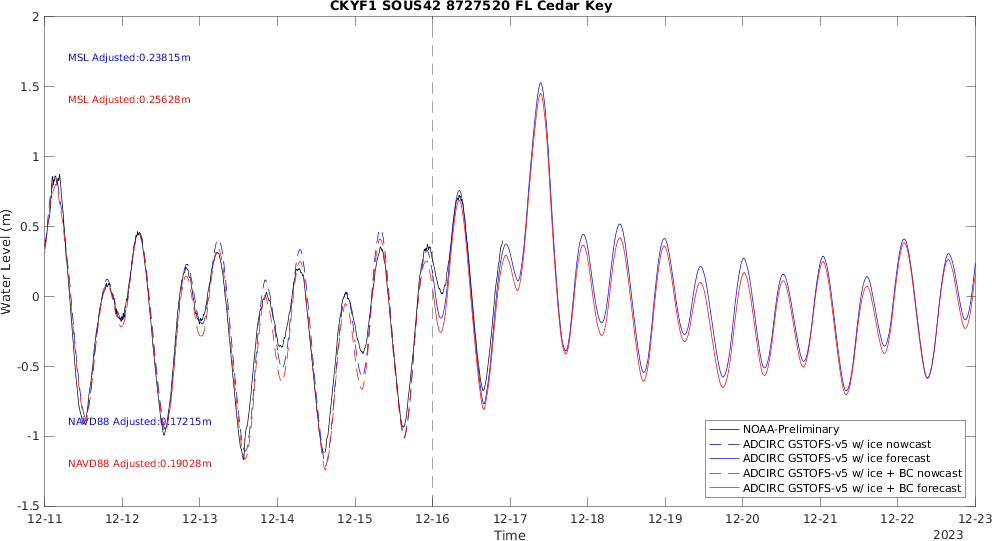 CKYF1 SOUS42 8727520 FL Cedar Key
Water Level (m)
2
1.5
1
0.5
0
-0.5
-1
-1.5
MSL Adjusted:0.23815m
MSL Adjusted:0.25628m
NAVD88 Adjusted:0.17215m
NAVD88 Adjusted:0.19028m
NOAA-Preliminary
ADCIRC GSTOFS-v5 w/ ice nowcast
ADCIRC GSTOFS-v5 w/ ice forecast
ADCIRC GSTOFS-v5 w/ ice + BC nowcast
ADCIRC GSTOFS-v5 w/ ice + BC forecast
12-11 12-12 12-13 12-14 12-15 12-16 12-17 12-18 12-19 12-20 12-21 12-22 12-23
Time
2023